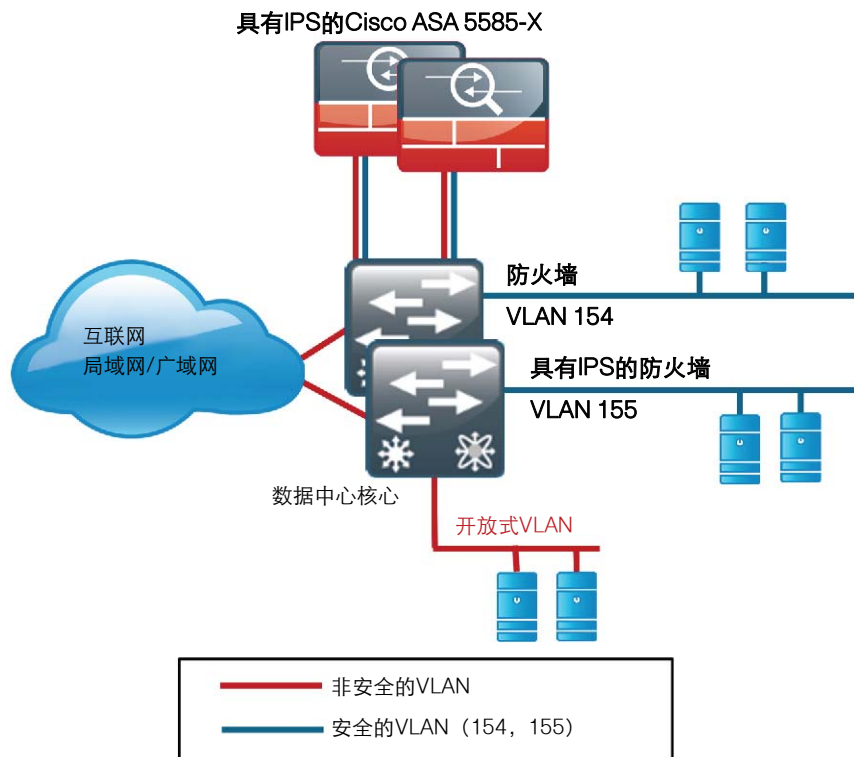 具有IPS的Cisco ASA 5585-X
防火墙
VLAN 154
互联网
局域网/广域网
具有IPS的防火墙
VLAN 155
数据中心核心
开放式VLAN
非安全的VLAN
安全的VLAN（154，155）